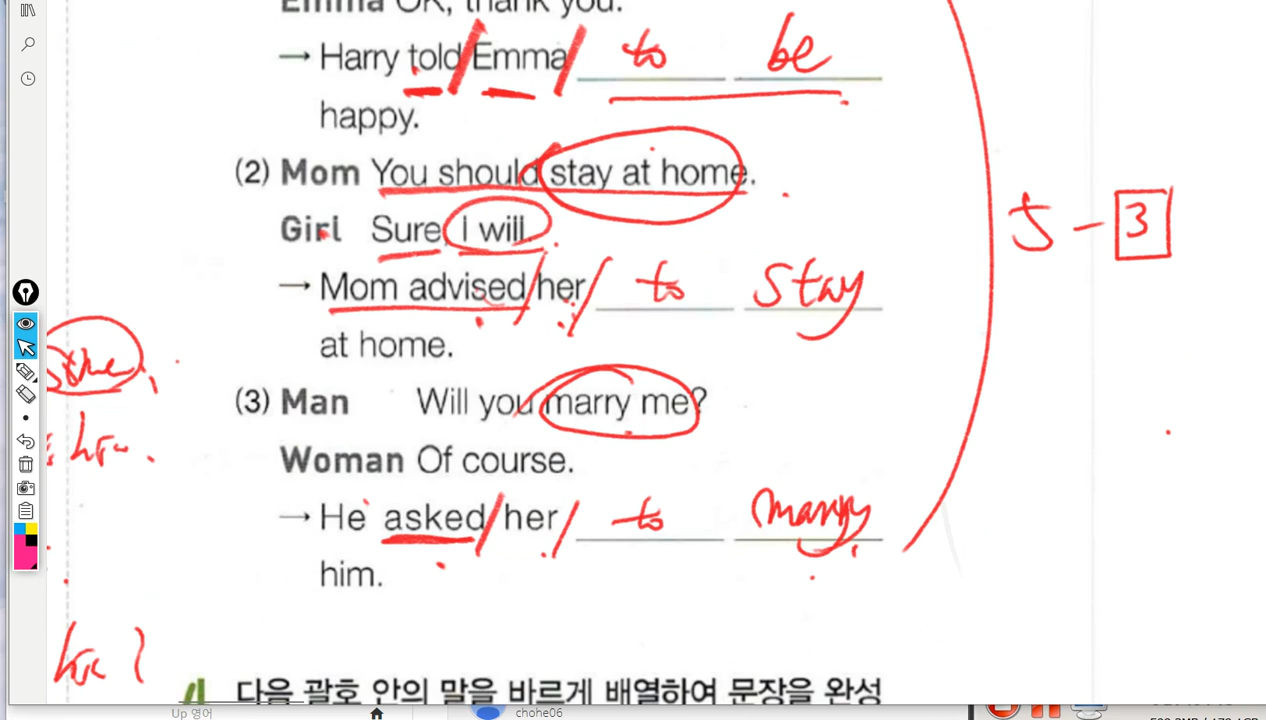 Emma OK, thank you.
→ Harry told / Emma / to be
happy.
(2) Mom You should stay at home.
Girl Sure I will.
→ Mom advised / her / to stay
at home.
(3) Man Will you marry me?
Woman Of course.
→ He asked / her / to marry
him.
5 - 3
다음 괄호 안의 말을 바르게 배열하여 문장을 완성
Up 영어
chohe06